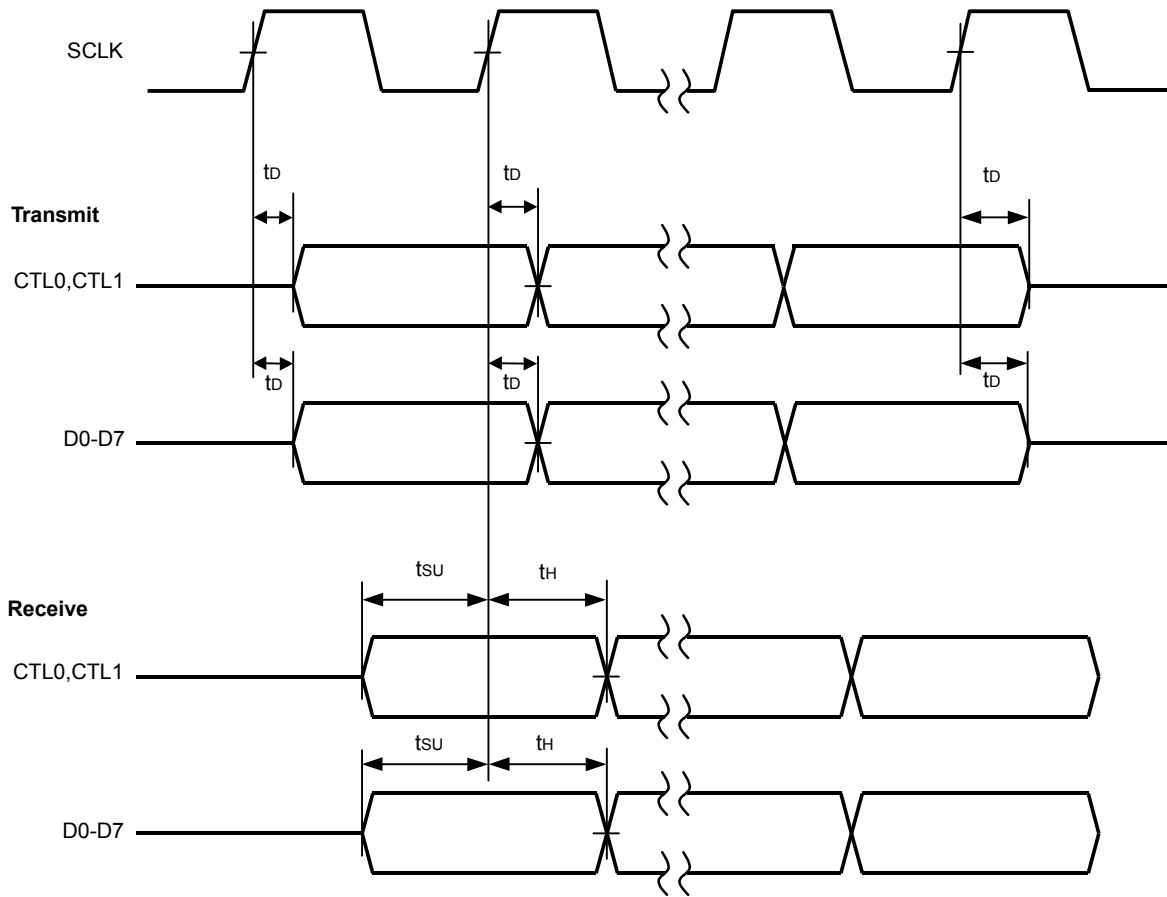 SCLK
tD
tD
tD
Transmit
CTL0,CTL1
tD
tD
tD
D0-D7
tSU
tH
Receive
CTL0,CTL1
tSU
tH
D0-D7